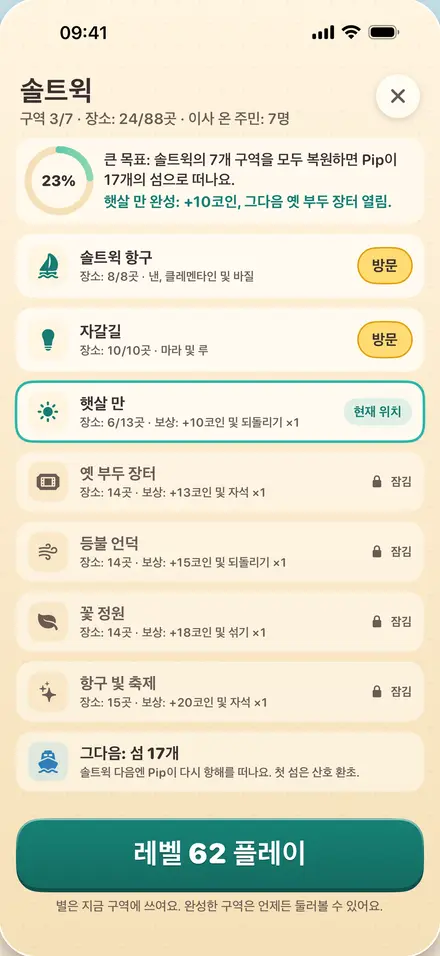 09:41
솔트윅
구역 3/7 · 장소: 24/88곳 · 이사 온 주민: 7명
23%
큰 목표: 솔트윅의 7개 구역을 모두 복원하면 Pip이
17개의 섬으로 떠나요.
햇살 만 완성: +10코인, 그다음 옛 부두 장터 열림.
솔트윅 항구
장소: 8/8곳 · 낸, 클레멘타인 및 바질
방문
자갈길
장소: 10/10곳 · 마라 및 루
방문
햇살 만
장소: 6/13곳 · 보상: +10코인 및 되돌리기 ×1
현재 위치
옛 부두 장터
장소: 14곳 · 보상: +13코인 및 자석 ×1
잠김
등불 언덕
장소: 14곳 · 보상: +15코인 및 되돌리기 ×1
잠김
꽃 정원
장소: 14곳 · 보상: +18코인 및 섞기 ×1
잠김
항구 빛 축제
장소: 15곳 · 보상: +20코인 및 자석 ×1
잠김
그다음: 섬 17개
솔트윅 다음엔 Pip이 다시 항해를 떠나요. 첫 섬은 산호 환초.
레벨 62 플레이
별은 지금 구역에 쓰여요. 완성한 구역은 언제든 둘러볼 수 있어요.